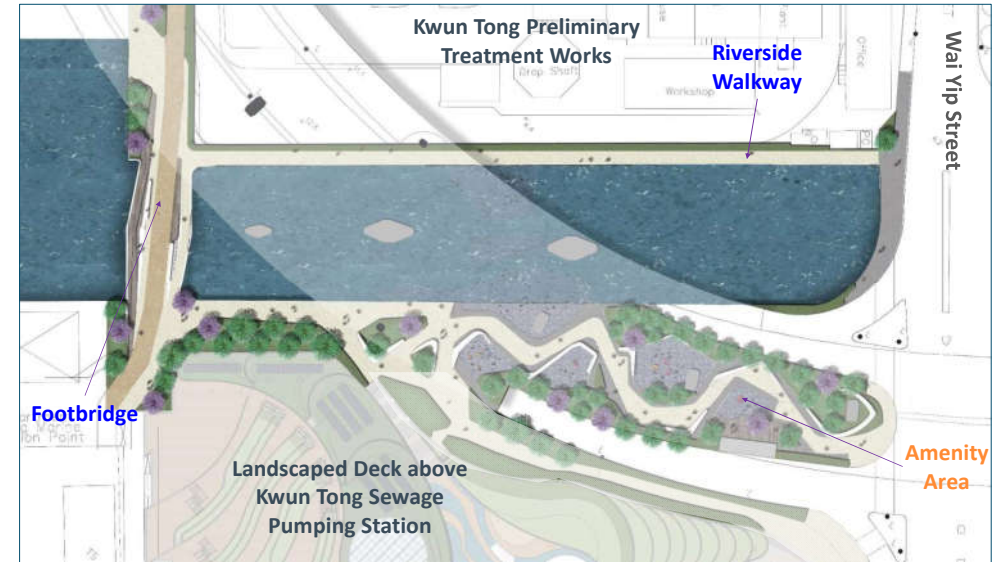 Kwun Tong Preliminary
Treatment Works
Riverside
Walkway
Wai Yip Street
Drop Shaft
Workshop
Office
Footbridge
Landscaped Deck above
Kwun Tong Sewage
Pumping Station
Amenity
Area